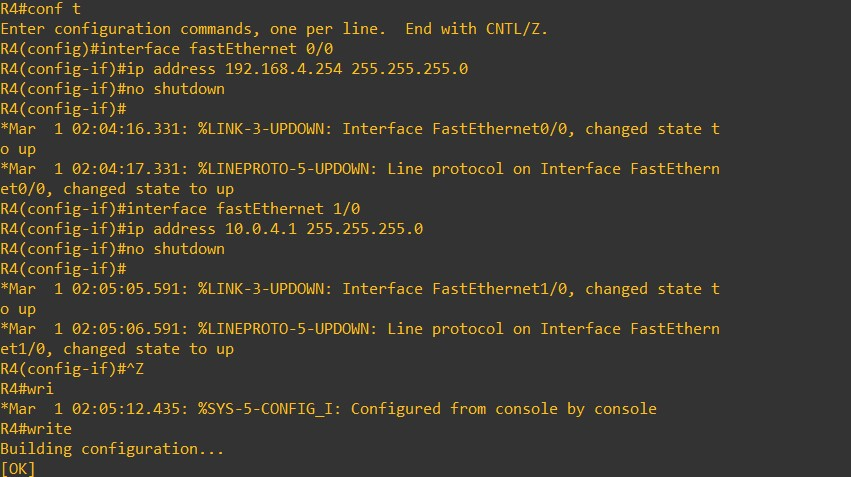 R4#conf t
Enter configuration commands, one per line.  End with CNTL/Z.
R4(config)#interface fastEthernet 0/0
R4(config-if)#ip address 192.168.4.254 255.255.255.0
R4(config-if)#no shutdown
R4(config-if)#
*Mar  1 02:04:16.331: %LINK-3-UPDOWN: Interface FastEthernet0/0, changed state t
o up
*Mar  1 02:04:17.331: %LINEPROTO-5-UPDOWN: Line protocol on Interface FastEthern
et0/0, changed state to up
R4(config-if)#interface fastEthernet 1/0
R4(config-if)#ip address 10.0.4.1 255.255.255.0
R4(config-if)#no shutdown
R4(config-if)#
*Mar  1 02:05:05.591: %LINK-3-UPDOWN: Interface FastEthernet1/0, changed state t
o up
*Mar  1 02:05:06.591: %LINEPROTO-5-UPDOWN: Line protocol on Interface FastEthern
et1/0, changed state to up
R4(config-if)#^Z
R4#wri
*Mar  1 02:05:12.435: %SYS-5-CONFIG_I: Configured from console by console
R4#write
Building configuration...
[OK]